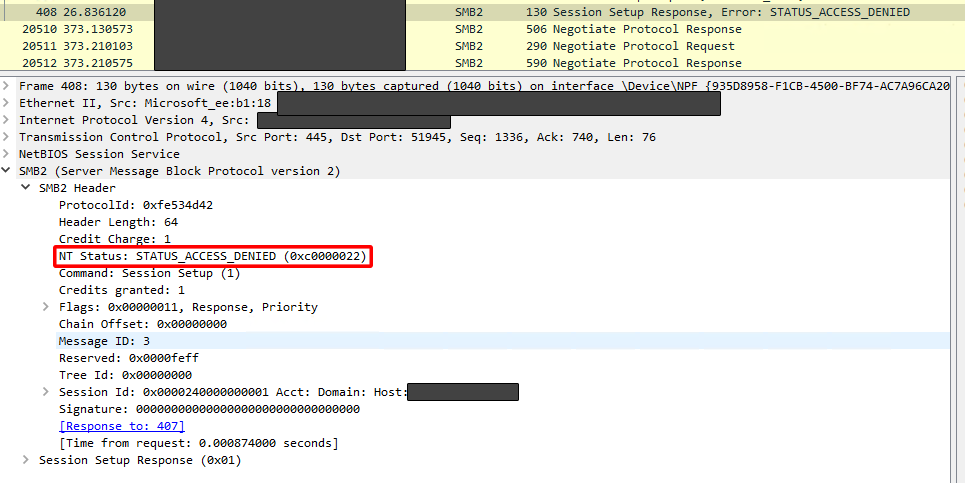 408 26.836120 SMB2 130 Session Setup Response, Error: STATUS_ACCESS_DENIED
20510 373.130573 SMB2 506 Negotiate Protocol Response
20511 373.210103 SMB2 290 Negotiate Protocol Request
20512 373.210575 SMB2 590 Negotiate Protocol Response
Frame 408: 130 bytes on wire (1040 bits), 130 bytes captured (1040 bits) on interface \Device\NPF_{935D8958-F1CB-4500-BF74-AC7A96CA20
Ethernet II, Src: Microsoft_ee:b1:18
Internet Protocol Version 4, Src:
Transmission Control Protocol, Src Port: 445, Dst Port: 51945, Seq: 1336, Ack: 740, Len: 76
NetBIOS Session Service
SMB2 (Server Message Block Protocol version 2)
SMB2 Header
ProtocolId: 0xfe534d42
Header Length: 64
Credit Charge: 1
NT Status: STATUS_ACCESS_DENIED (0xc0000022)
Command: Session Setup (1)
Credits granted: 1
Flags: 0x00000011, Response, Priority
Chain Offset: 0x00000000
Message ID: 3
Reserved: 0x0000feff
Tree Id: 0x00000000
Session Id: 0x0000240000000001 Acct: Domain: Host:
Signature: 00000000000000000000000000000000
[Response to: 407]
[Time from request: 0.000874000 seconds]
Session Setup Response (0x01)